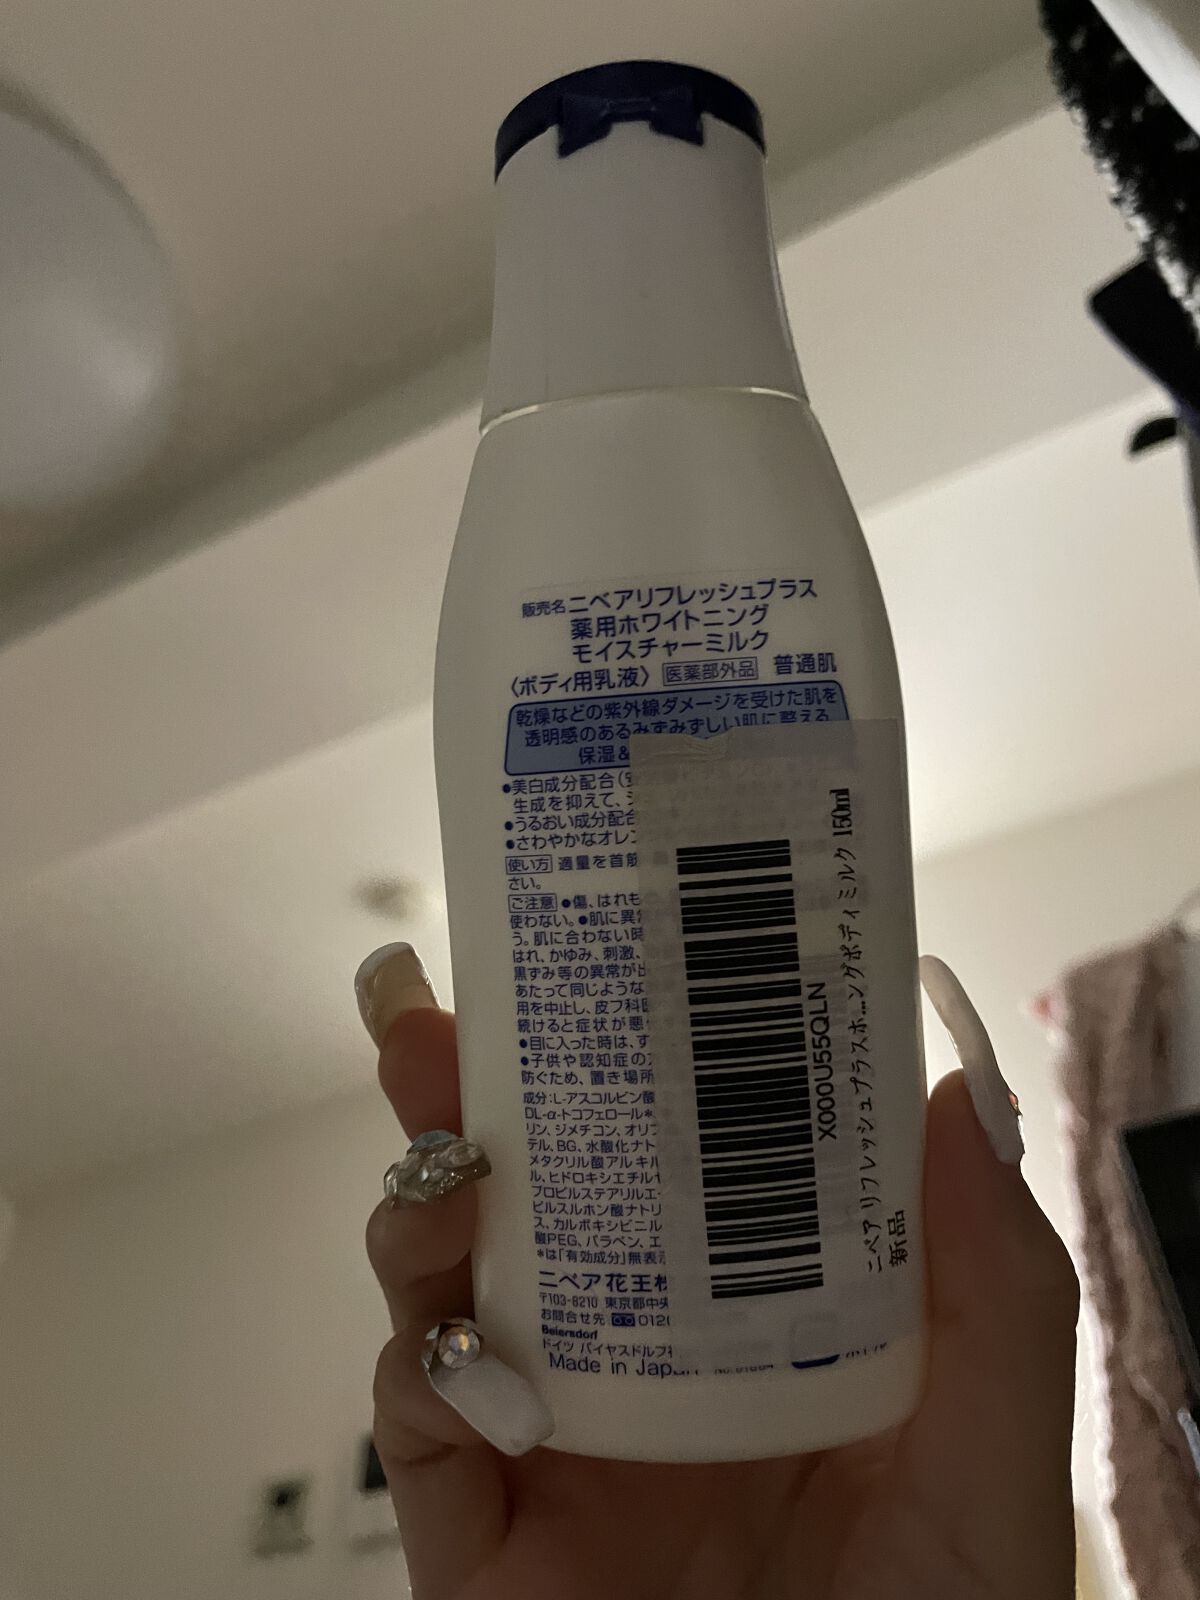 販売名 ニベアリフレッシュプラス
薬用ホワイトニング
モイスチャーミルク
〈ボディ用乳液〉 医薬部外品 普通肌
乾燥などの紫外線ダメージを受けた肌を
透明感のあるみずみずしい肌に整える
保湿&
●美白成分配合(安
生成を抑えて、シ
●うるおい成分配合
●さわやかなオレン
使い方 適量を首筋
さい。
ご注意 ●傷、はれも
使わない。●肌に異常
う。肌に合わない時
はれ、かゆみ、刺激、
黒ずみ等の異常が出
あたって同じような
用を中止し、皮フ科医
続けると症状が悪
●目に入った時は、す
●子供や認知症の方
防ぐため、置き場所
成分:L-アスコルビン酸
DL-α-トコフェロール*
リン、ジメチコン、オリブ
テル、BG、水酸化ナト
メタクリル酸アルキル
ル、ヒドロキシエチルセ
プロピルステアリルエー
ピルスルホン酸ナトリ
ス、カルボキシビニル
酸PEG、パラベン、エ
*は「有効成分」無表示
ニベア花王株
〒103-8210 東京都中央
お問合せ先 0120
Beiersdorf
ドイツ バイヤスドルフ社
Made in Japan
X000U55QLN
ニベア リフレッシュプラスホ...ングボディミルク 150ml
新品